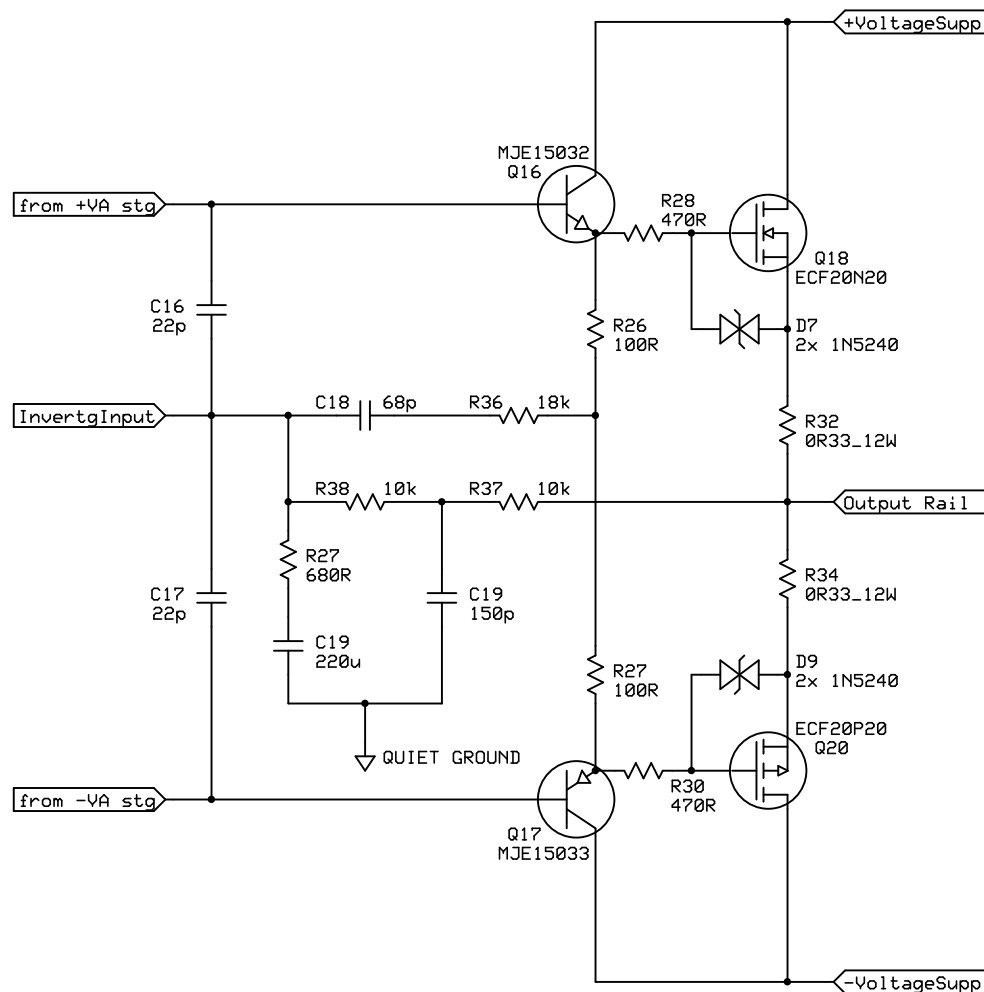 +VoltageSupp
MJE15032
Q16
from +VA stg
R28
470R
Q18
ECF20N20
C16
22p
R26
100R
D7
2x 1N5240
InvertgInput
C18 68p
R36 18k
R32
0R33_12W
R38 10k
R37 10k
Output Rail
R27
680R
C17
22p
C19
150p
R34
0R33_12W
C19
220u
R27
100R
D9
2x 1N5240
QUIET GROUND
ECF20P20
Q20
from -VA stg
R30
470R
Q17
MJE15033
-VoltageSupp